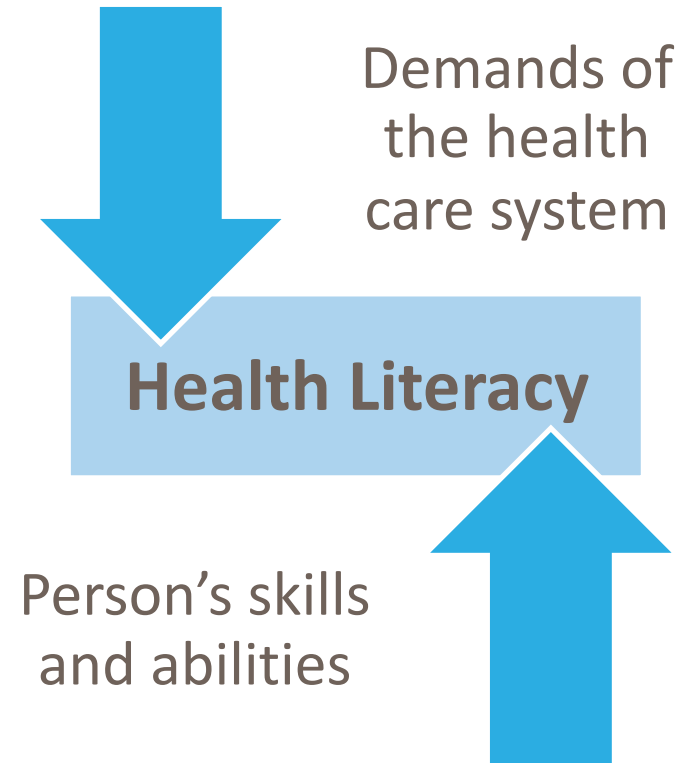 Demands of
the health
care system
Health Literacy
Person’s skills
and abilities